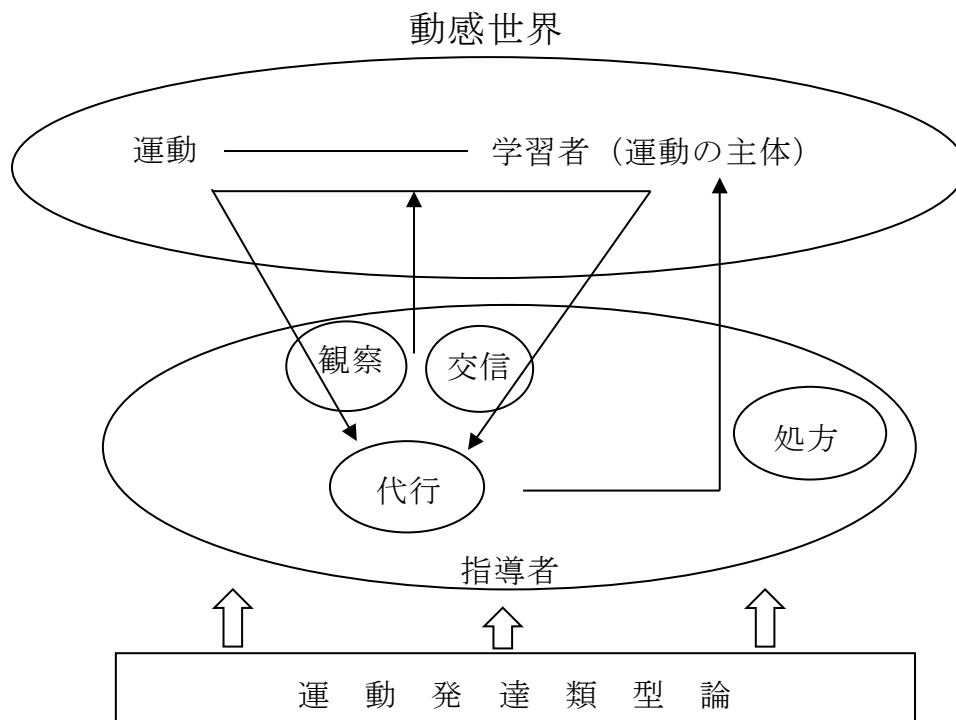 動感世界
運動
学習者（運動の主体）
観察
交信
処方
代行
指導者
運動発達類型論